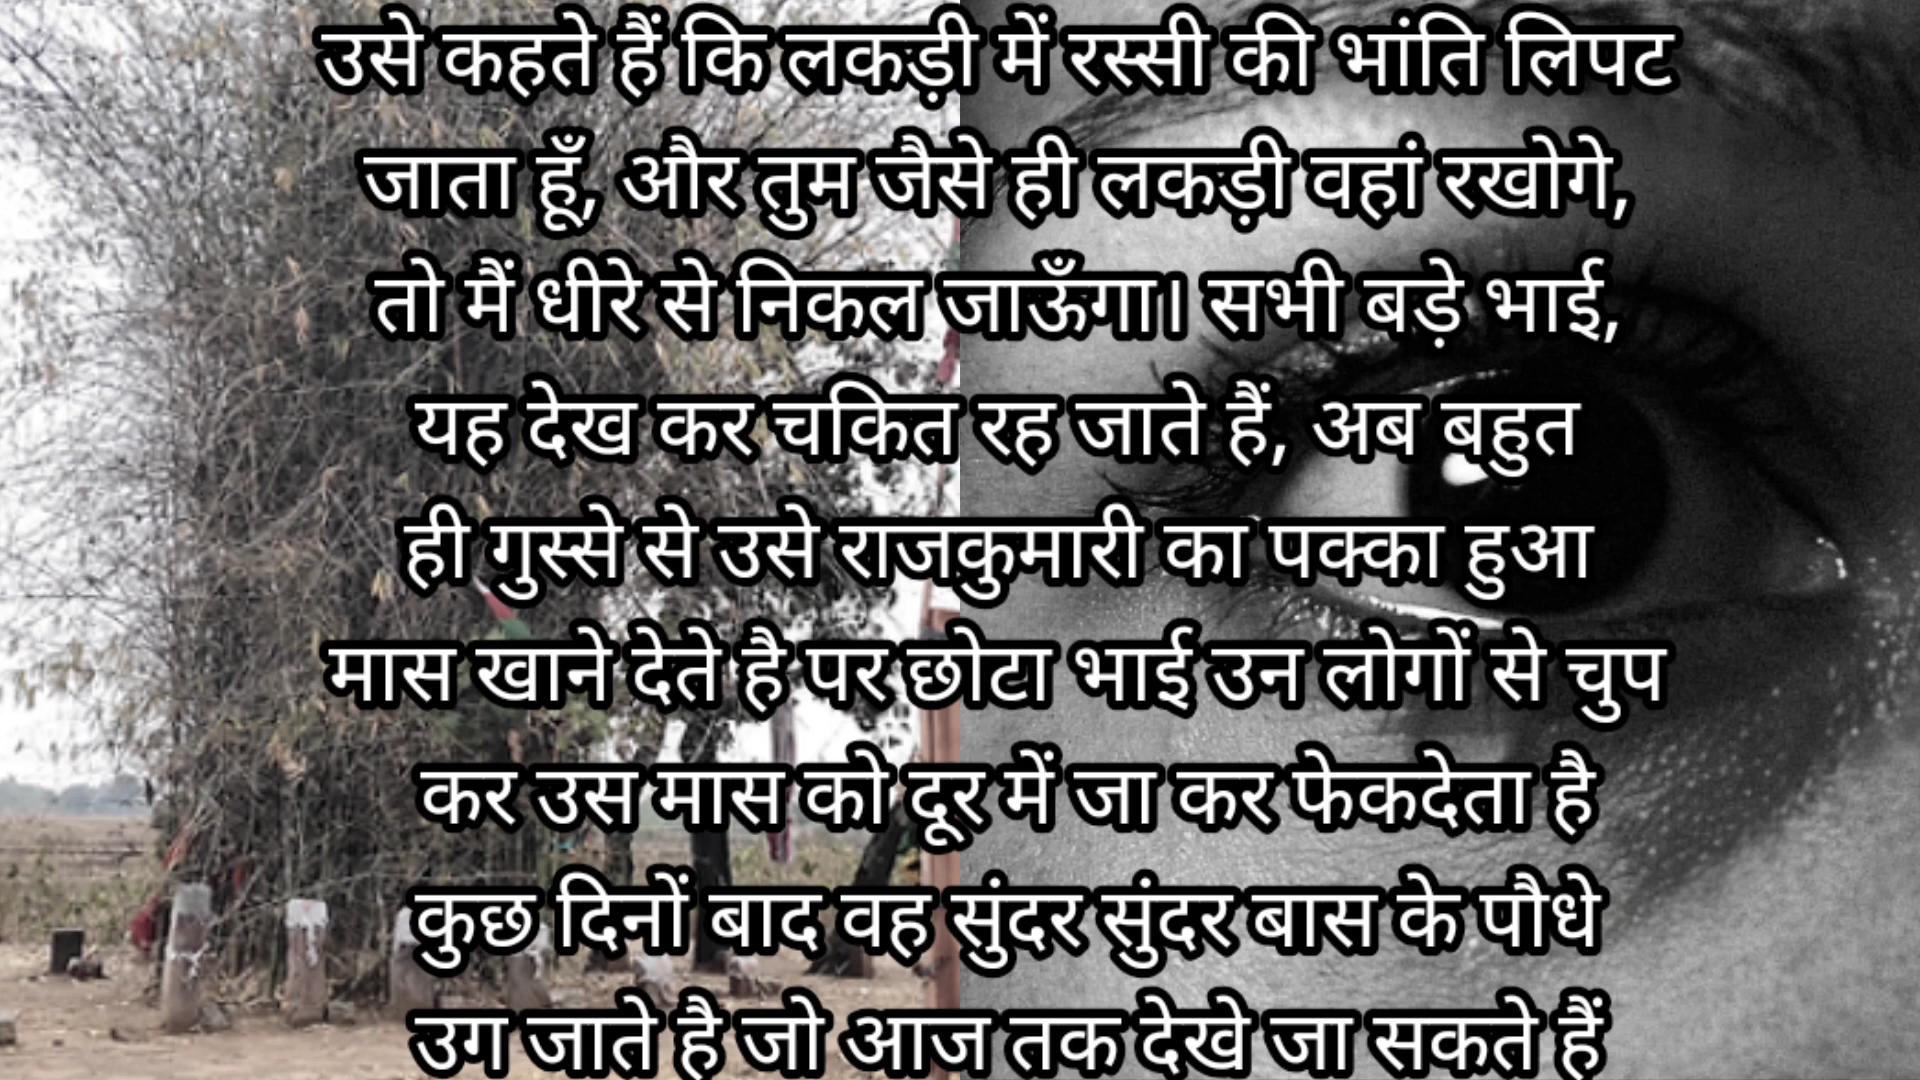 उसे कहते हैं कि लकड़ी में रस्सी की भांति लिपट
जाता हूँ, और तुम जैसे ही लकड़ी वहां रखोगे,
तो मैं धीरे से निकल जाऊँगा। सभी बड़े भाई,
यह देख कर चकित रह जाते हैं, अब बहुत
ही गुस्से से उसे राजकुमारी का पक्का हुआ
मास खाने देते है पर छोटा भाई उन लोगों से चुप
कर उस मास को दूर में जा कर फेकदेता है
कुछ दिनों बाद वह सुंदर सुंदर बास के पौधे
उग जाते है जो आज तक देखे जा सकते हैं